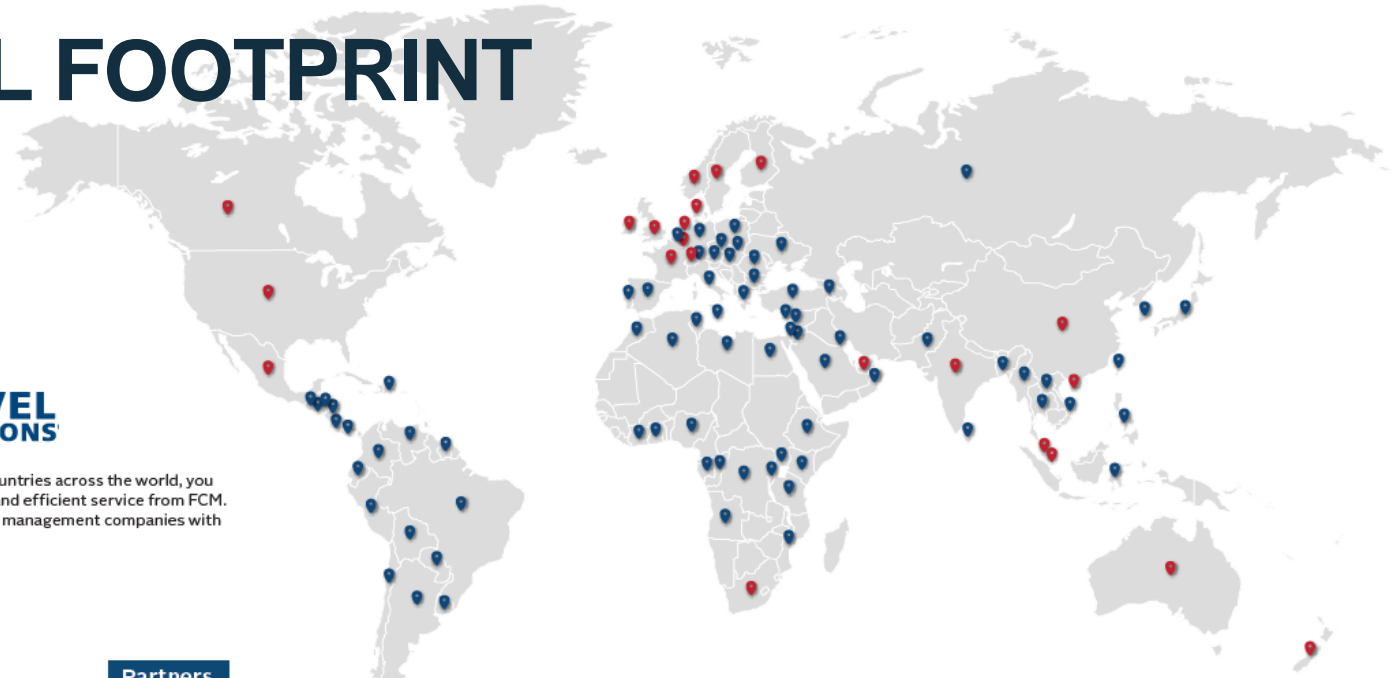 L FOOTPRINT
VEL
ONS
untries across the world, you
nd efficient service from FCM.
management companies with
Partners